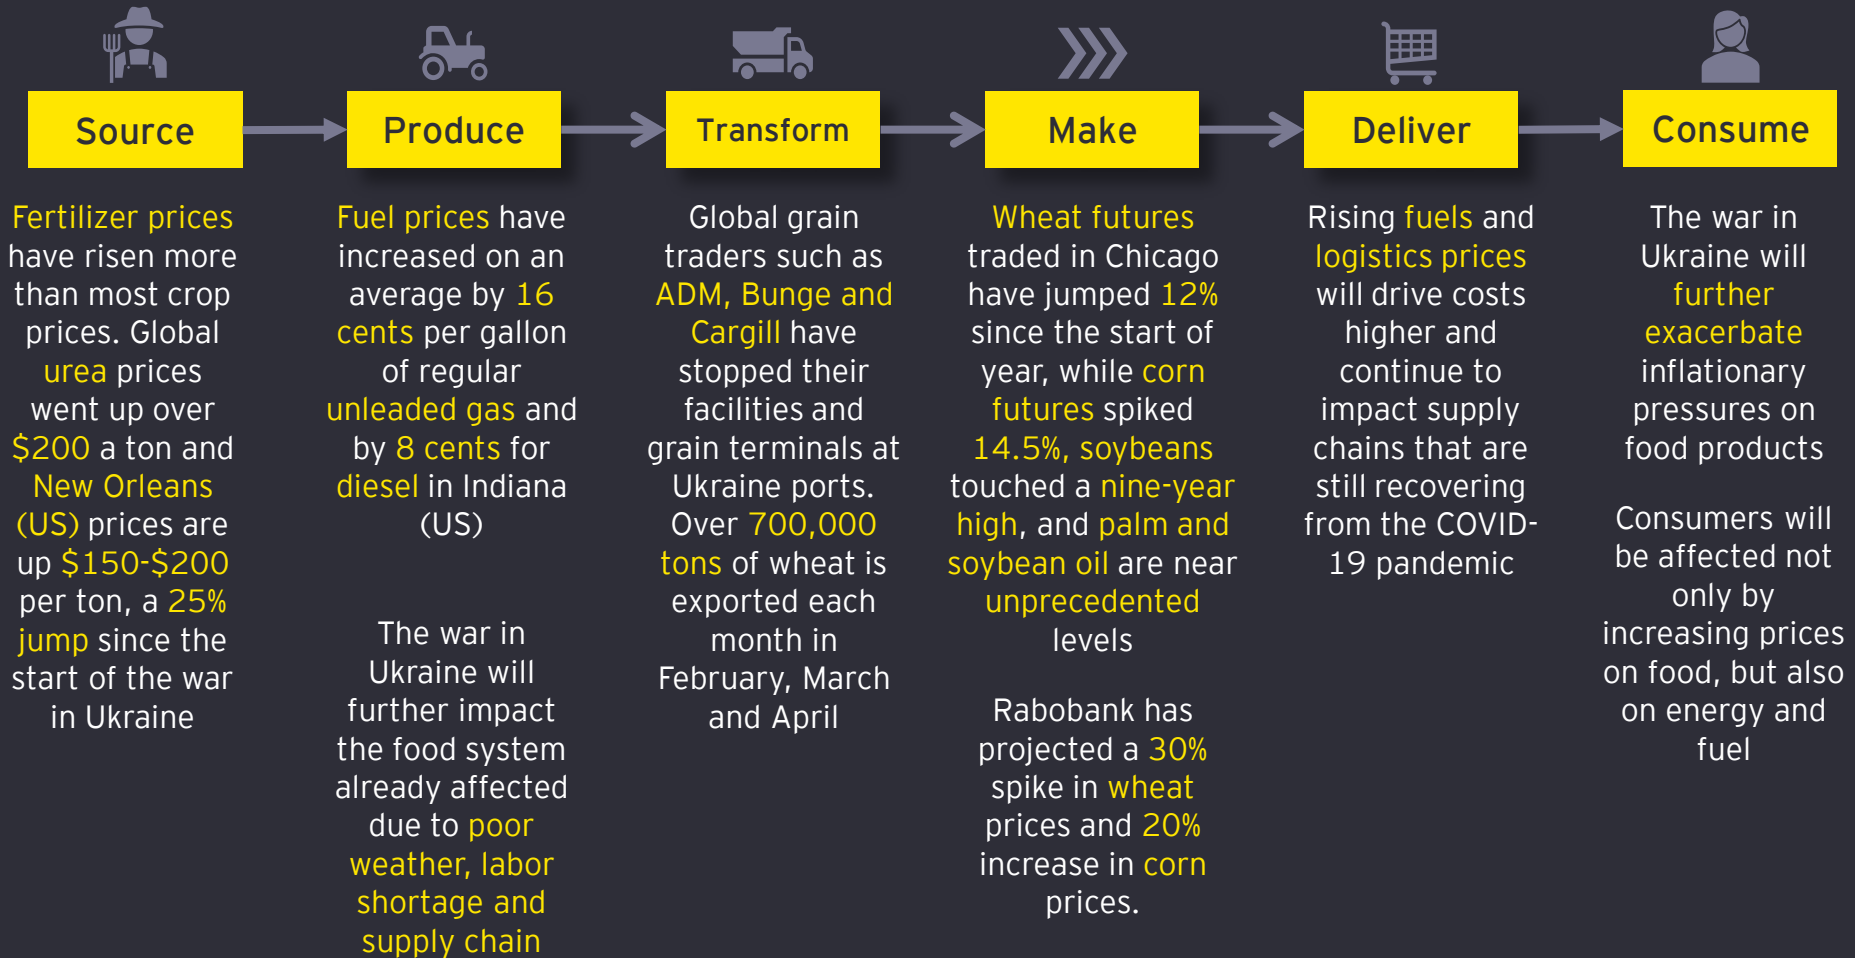 Source
Produce
Transform
Make
Deliver
Consume
Fertilizer prices
have risen more
than most crop
prices. Global
urea prices
went up over
$200 a ton and
New Orleans
(US) prices are
up $150-$200
per ton, a 25%
jump since the
start of the war
in Ukraine
Fuel prices have
increased on an
average by 16
cents per gallon
of regular
unleaded gas and
by 8 cents for
diesel in Indiana
(US)
The war in
Ukraine will
further impact
the food system
already affected
due to poor
weather, labor
shortage and
supply chain
Global grain
traders such as
ADM, Bunge and
Cargill have
stopped their
facilities and
grain terminals at
Ukraine ports.
Over 700,000
tons of wheat is
exported each
month in
February, March
and April
Wheat futures
traded in Chicago
have jumped 12%
since the start of
year, while corn
futures spiked
14.5%, soybeans
touched a nine-year
high, and palm and
soybean oil are near
unprecedented
levels
Rabobank has
projected a 30%
spike in wheat
prices and 20%
increase in corn
prices.
Rising fuels and
logistics prices
will drive costs
higher and
continue to
impact supply
chains that are
still recovering
from the COVID-
19 pandemic
The war in
Ukraine will
further
exacerbate
inflationary
pressures on
food products
Consumers will
be affected not
only by
increasing prices
on food, but also
on energy and
fuel